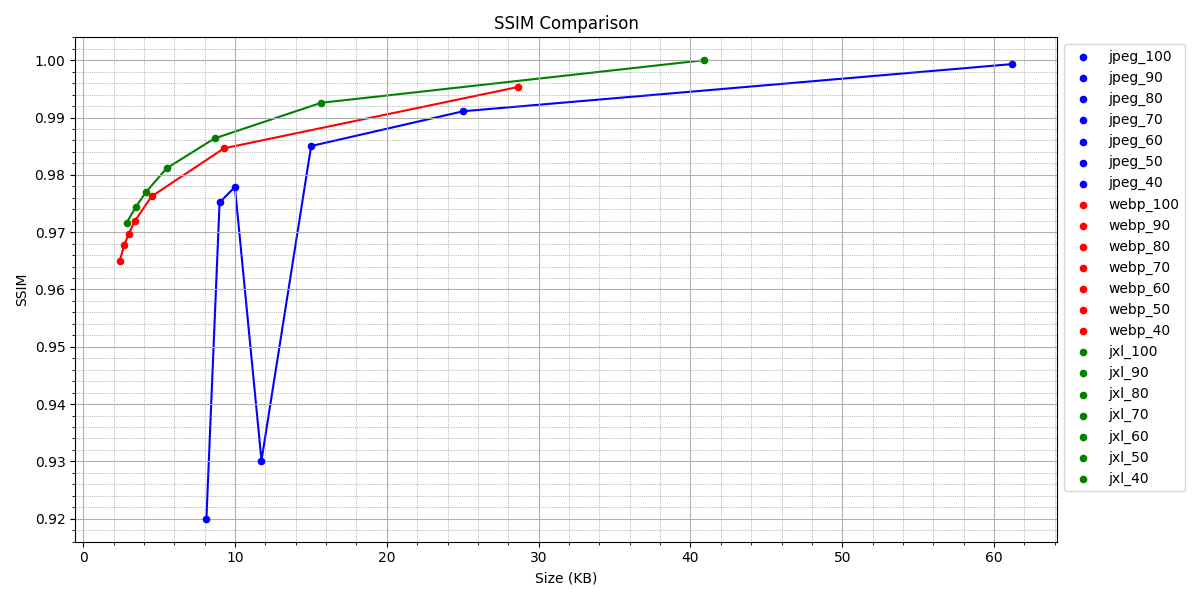 SSIM Comparison
1.00
0.99
0.98
0.97
0.96
0.95
0.94
0.93
0.92
SSIM
0
10
20
30
40
50
60
Size (KB)
jpeg_100
jpeg_90
jpeg_80
jpeg_70
jpeg_60
jpeg_50
jpeg_40
webp_100
webp_90
webp_80
webp_70
webp_60
webp_50
webp_40
jxl_100
jxl_90
jxl_80
jxl_70
jxl_60
jxl_50
jxl_40